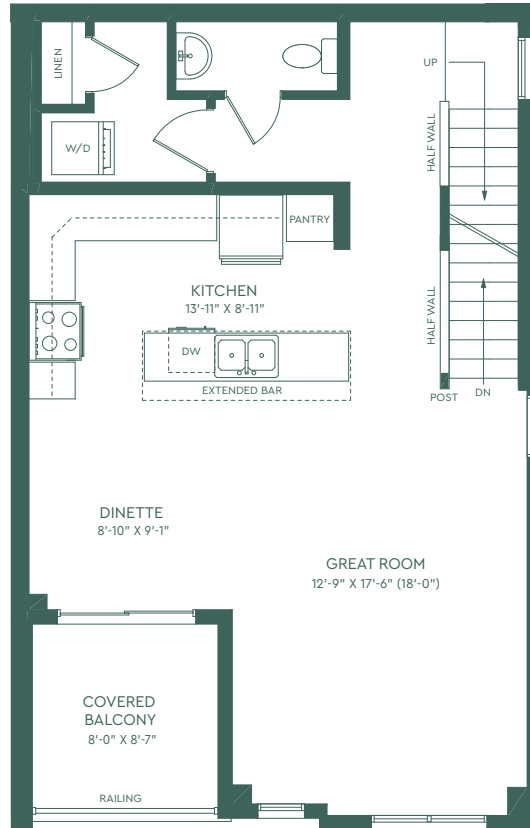 LINEN
UP
W/D
HALF WALL
PANTRY
KITCHEN
13'-11" X 8'-11"
HALF WALL
DW
EXTENDED BAR
POST
DN
DINETTE
8'-10" X 9'-1"
GREAT ROOM
12'-9" X 17'-6" (18'-0")
COVERED
BALCONY
8'-0" X 8'-7"
RAILING